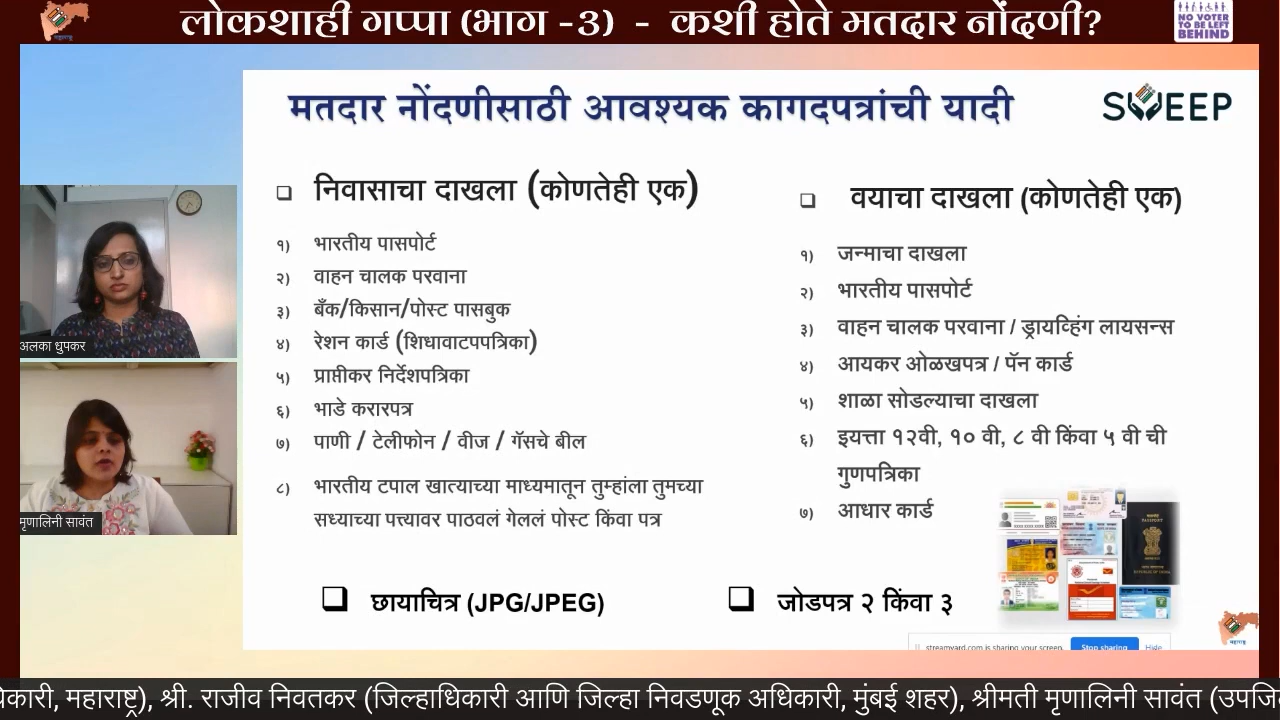 लोकशाही गप्पा (भाग -3) - कशी होते मतदार नोंदणी?
NO VOTER
TO BE LEFT
BEHIND
महाराष्ट्र
मतदार नोंदणीसाठी आवश्यक कागदपत्रांची यादी
SWEEP
❑ निवासाचा दाखला (कोणतेही एक)
१) भारतीय पासपोर्ट
२) वाहन चालक परवाना
३) बँक/किसान/पोस्ट पासबुक
४) रेशन कार्ड (शिधावाटपपत्रिका)
५) प्राप्तीकर निर्देशपत्रिका
६) भाडे करारपत्र
७) पाणी / टेलीफोन / वीज / गॅसचे बील
८) भारतीय टपाल खात्याच्या माध्यमातून तुम्हांला तुमच्या
सध्याच्या पत्त्यावर पाठवलं गेललं पोस्ट किंवा पत्र
❑ वयाचा दाखला (कोणतेही एक)
१) जन्माचा दाखला
२) भारतीय पासपोर्ट
३) वाहन चालक परवाना / ड्रायव्हिंग लायसन्स
४) आयकर ओळखपत्र / पॅन कार्ड
५) शाळा सोडल्याचा दाखला
६) इयत्ता १२वी, १० वी, ८ वी किंवा ५ वी ची
गुणपत्रिका
७) आधार कार्ड
PASSPORT
❑ छायाचित्र (JPG/JPEG)
❑ जोडपत्र २ किंवा ३
अलका धुपकर
मृणालिनी सावंत
streamyard.com is sharing your screen.
Stop sharing
Hide
महाराष्ट्र
धिकारी, महाराष्ट्र), श्री. राजीव निवतकर (जिल्हाधिकारी आणि जिल्हा निवडणूक अधिकारी, मुंबई शहर), श्रीमती मृणालिनी सावंत (उपजि